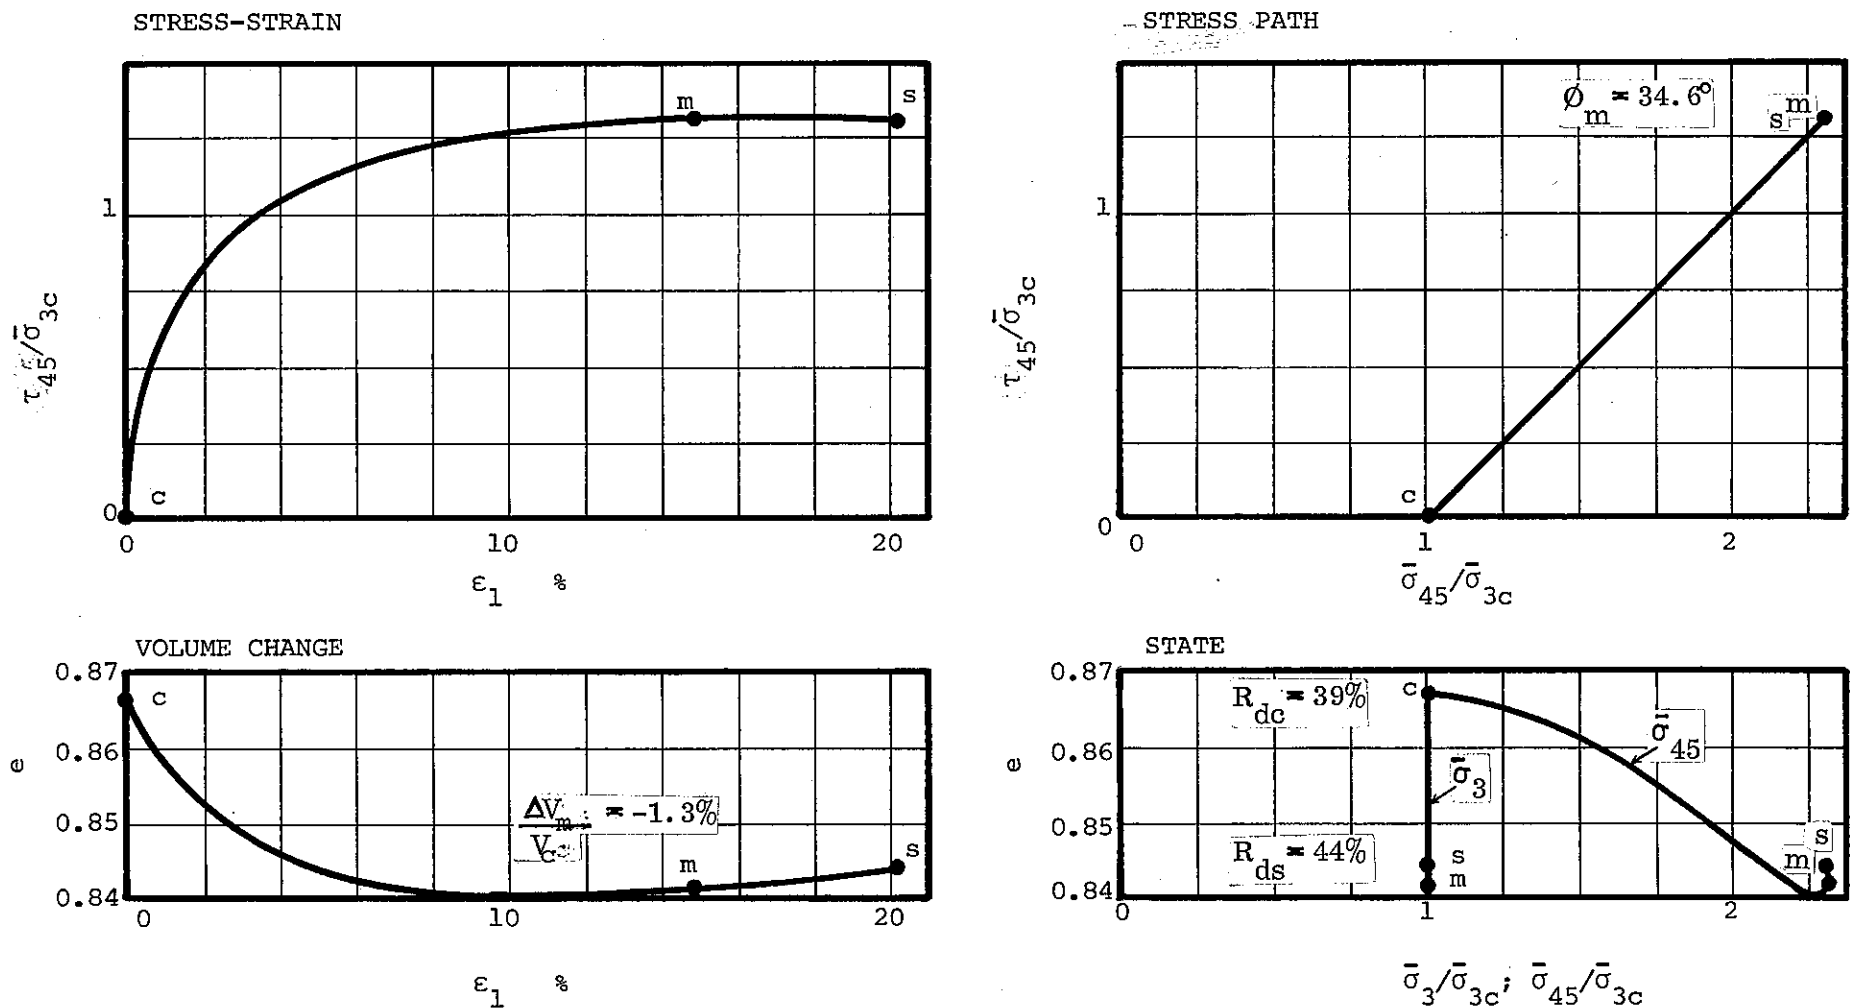 STRESS-STRAIN
m
s
1
τ45/σ̄3c
c
0
0
10
20
ε1 %
STRESS PATH
Øm = 34.6°
m
s
1
τ45/σ̄3c
c
0
0
1
2
σ̄45/σ̄3c
VOLUME CHANGE
0.87
c
0.86
e
0.85
ΔVm/Vc = -1.3%
m
s
0.84
0
10
20
ε1 %
STATE
0.87
Rdc = 39%
c
σ̄45
0.86
e
σ̄3
0.85
Rds = 44%
s
m
s
m
0.84
0
1
2
σ̄3/σ̄3c; σ̄45/σ̄3c